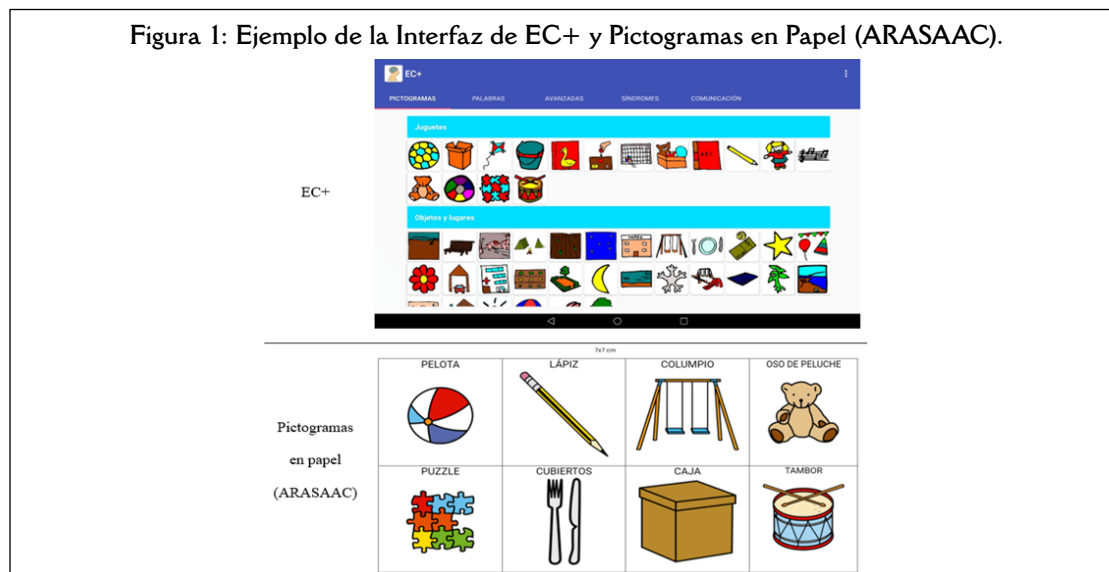 Figura 1: Ejemplo de la Interfaz de EC+ y Pictogramas en Papel (ARASAAC).
EC+
PICTOGRAMAS PALABRAS AVANZADAS SÍNDROMES COMUNICACIÓN
Juguetes
EC+
Objetos y lugares
7x7 cm
PELOTA LÁPIZ COLUMPIO OSO DE PELUCHE
Pictogramas
en papel
(ARASAAC)
PUZZLE CUBIERTOS CAJA TAMBOR